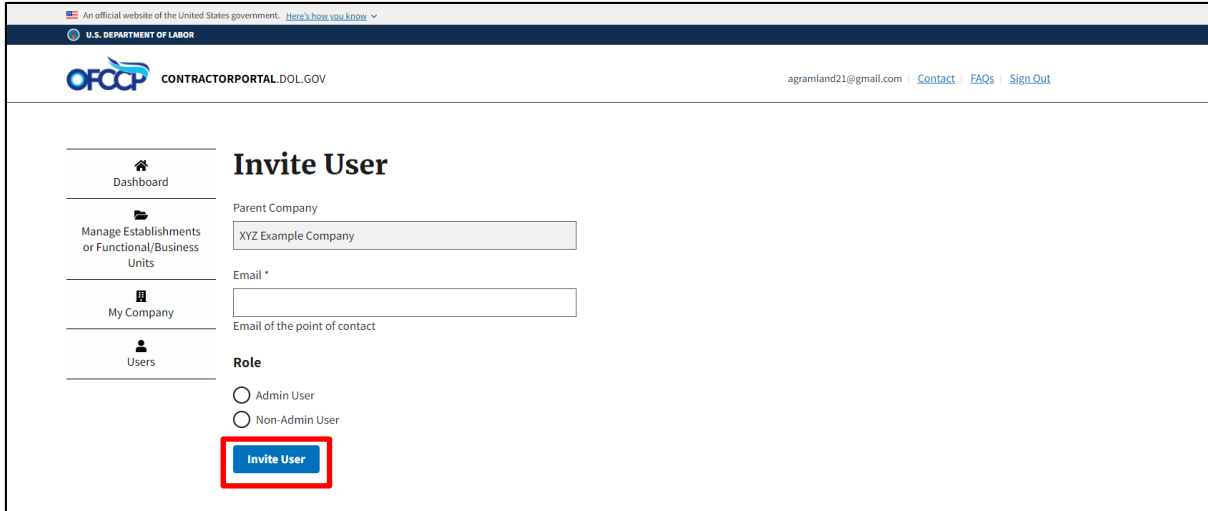 An official website of the United States government. Here's how you know
U.S. DEPARTMENT OF LABOR
OFCCP CONTRACTORPORTAL.DOL.GOV
agramland21@gmail.com | Contact | FAQs | Sign Out
Dashboard
Manage Establishments
or Functional/Business
Units
My Company
Users
Invite User
Parent Company
XYZ Example Company
Email *
Email of the point of contact
Role
Admin User
Non-Admin User
Invite User